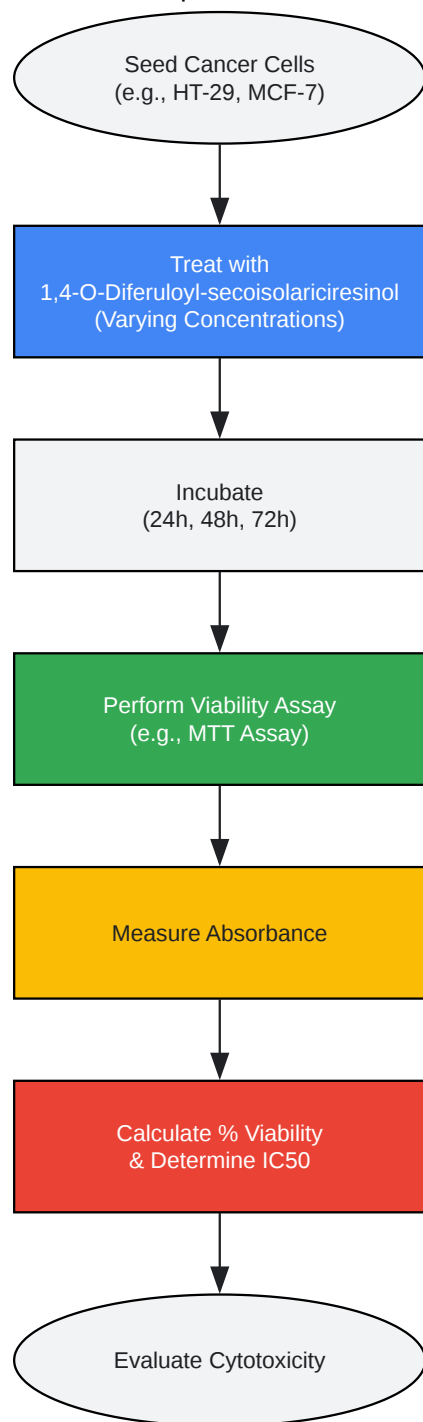 Seed Cancer Cells
(e.g., HT-29, MCF-7)
Treat with
1,4-O-Diferuloyl-secoisolariciresinol
(Varying Concentrations)
Incubate
(24h, 48h, 72h)
Perform Viability Assay
(e.g., MTT Assay)
Measure Absorbance
Calculate % Viability
& Determine IC50
Evaluate Cytotoxicity